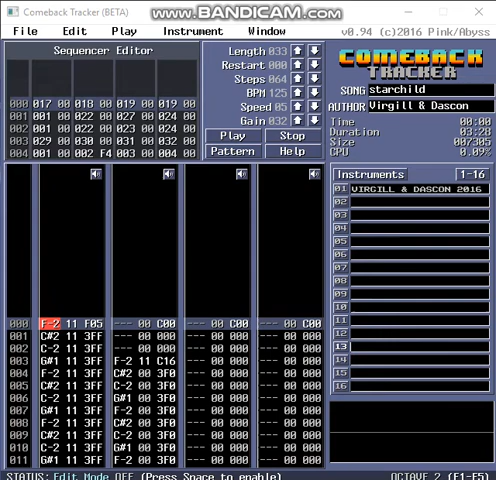 Comeback Tracker (BETA)
www.BANDICAM.com
File Edit Play Instrument Window v0.94 (c)2016 Pink/Abyss
Sequencer Editor
000 017 00 018 00 019 00 019 00
001 001 00 022 00 027 00 024 00
002 001 00 022 00 023 00 024 00
003 029 00 030 00 031 00 032 00
004 001 00 002 F4 003 00 004 00
Length 033
Restart 000
Steps 064
BPM 125
Speed 05
Gain 032
Play Stop
Pattern Help
COMEBACK
TRACKER
SONG starchild
AUTHOR Virgill & Dascon
Time 00:00
Duration 03:28
Size 007305
CPU 0.09%
Instruments 1-16
01 VIRGILL & DASCON 2016
02
03
04
05
06
07
08
09
10
11
12
13
14
15
16
000 F-2 11 F05 --- 00 C00 --- 00 C00 --- 00 C00
001 C#2 11 3FF --- 00 000 --- 00 000 --- 00 000
002 C-2 11 3FF --- 00 000 --- 00 000 --- 00 000
003 G#1 11 3FF F-2 11 C16 --- 00 000 --- 00 000
004 F-2 11 3FF C#2 00 3F0 --- 00 000 --- 00 000
005 C#2 11 3FF C-2 00 3F0 --- 00 000 --- 00 000
006 C-2 11 3FF G#1 00 3F0 --- 00 000 --- 00 000
007 G#1 11 3FF F-2 00 3F0 --- 00 000 --- 00 000
008 F-2 11 3FF C#2 00 3F0 --- 00 000 --- 00 000
009 C#2 11 3FF C-2 00 3F0 --- 00 000 --- 00 000
010 C-2 11 3FF G#1 00 3F0 --- 00 000 --- 00 000
011 G#1 11 3FF F-2 00 3F0 --- 00 000 --- 00 000
STATUS: Edit Mode OFF (Press Space to enable) OCTAVE 2 (F1-F5)